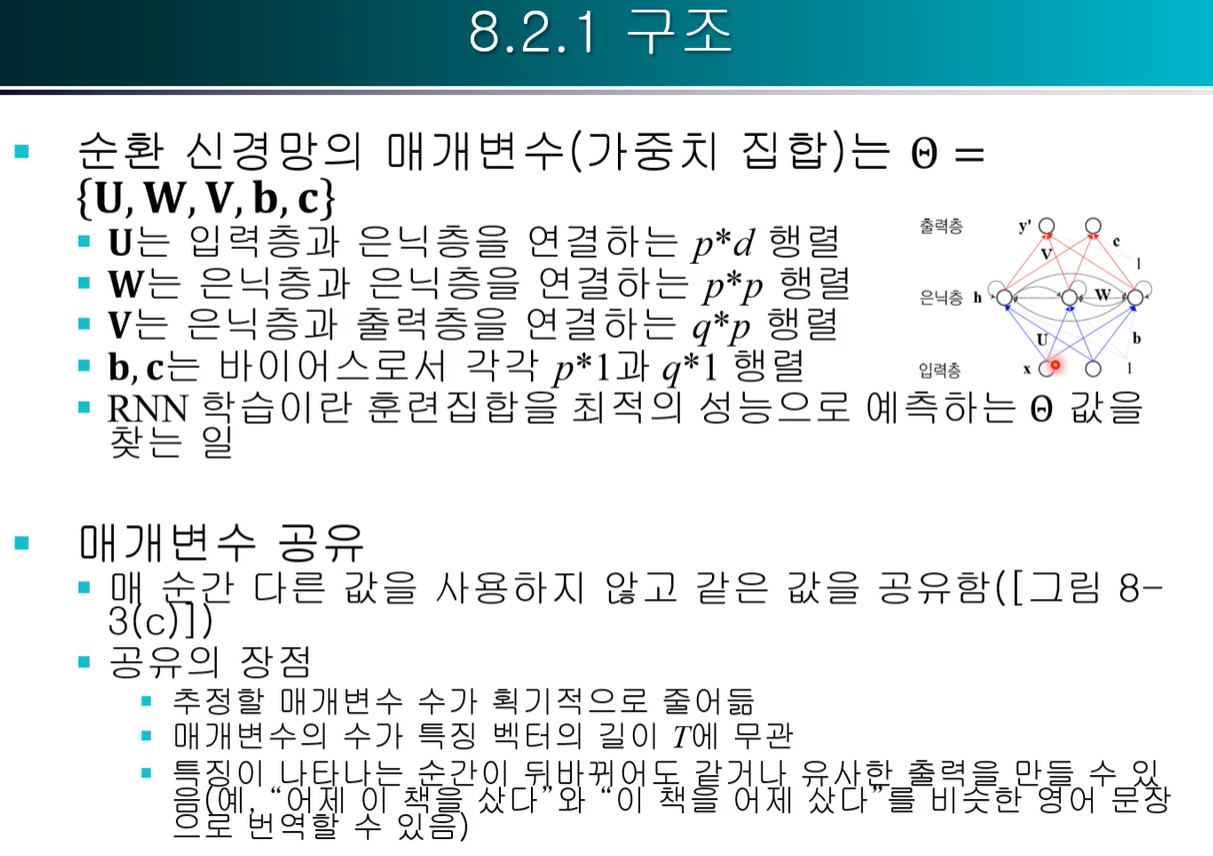 8.2.1 구조
순환 신경망의 매개변수(가중치 집합)는 Θ =
{U, W, V, b, c}
U는 입력층과 은닉층을 연결하는 p*d 행렬
W는 은닉층과 은닉층을 연결하는 p*p 행렬
V는 은닉층과 출력층을 연결하는 q*p 행렬
b, c는 바이어스로서 각각 p*1과 q*1 행렬
RNN 학습이란 훈련집합을 최적의 성능으로 예측하는 Θ 값을
찾는 일
출력층 y'
c
V
1
은닉층 h
W
U
b
입력층 x
1
매개변수 공유
매 순간 다른 값을 사용하지 않고 같은 값을 공유함([그림 8-
3(c)])
공유의 장점
추정할 매개변수 수가 획기적으로 줄어듦
매개변수의 수가 특징 벡터의 길이 T에 무관
특징이 나타나는 순간이 뒤바뀌어도 같거나 유사한 출력을 만들 수 있
음(예, “어제 이 책을 샀다”와 “이 책을 어제 샀다”를 비슷한 영어 문장
으로 번역할 수 있음)